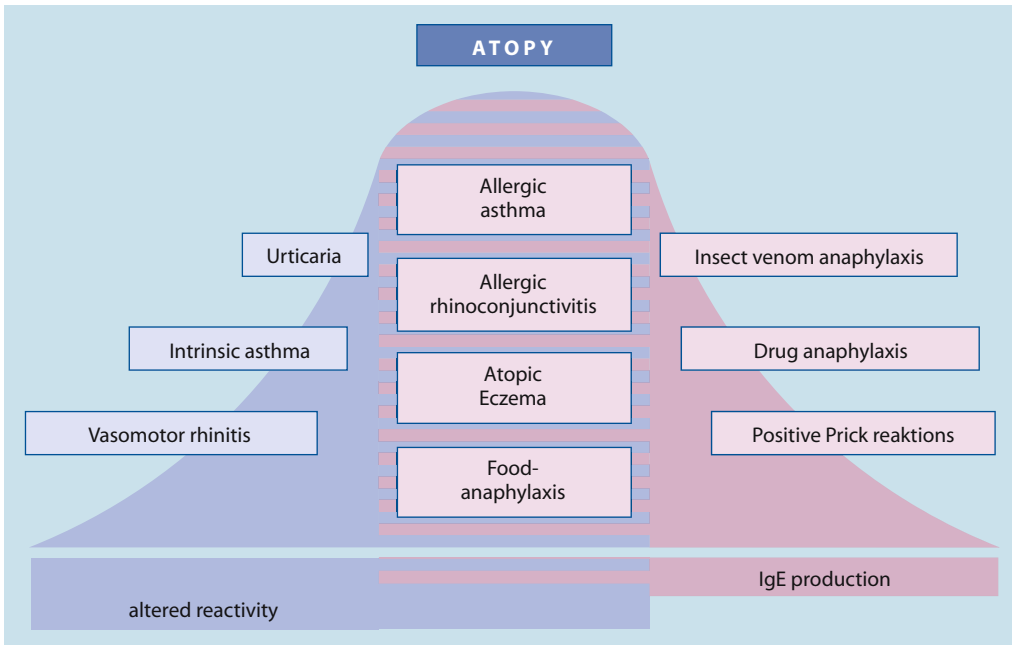 ATOPY
Allergic
asthma
Urticaria
Insect venom anaphylaxis
Allergic
rhinoconjunctivitis
Intrinsic asthma
Drug anaphylaxis
Atopic
Eczema
Vasomotor rhinitis
Positive Prick reaktions
Food-
anaphylaxis
IgE production
altered reactivity